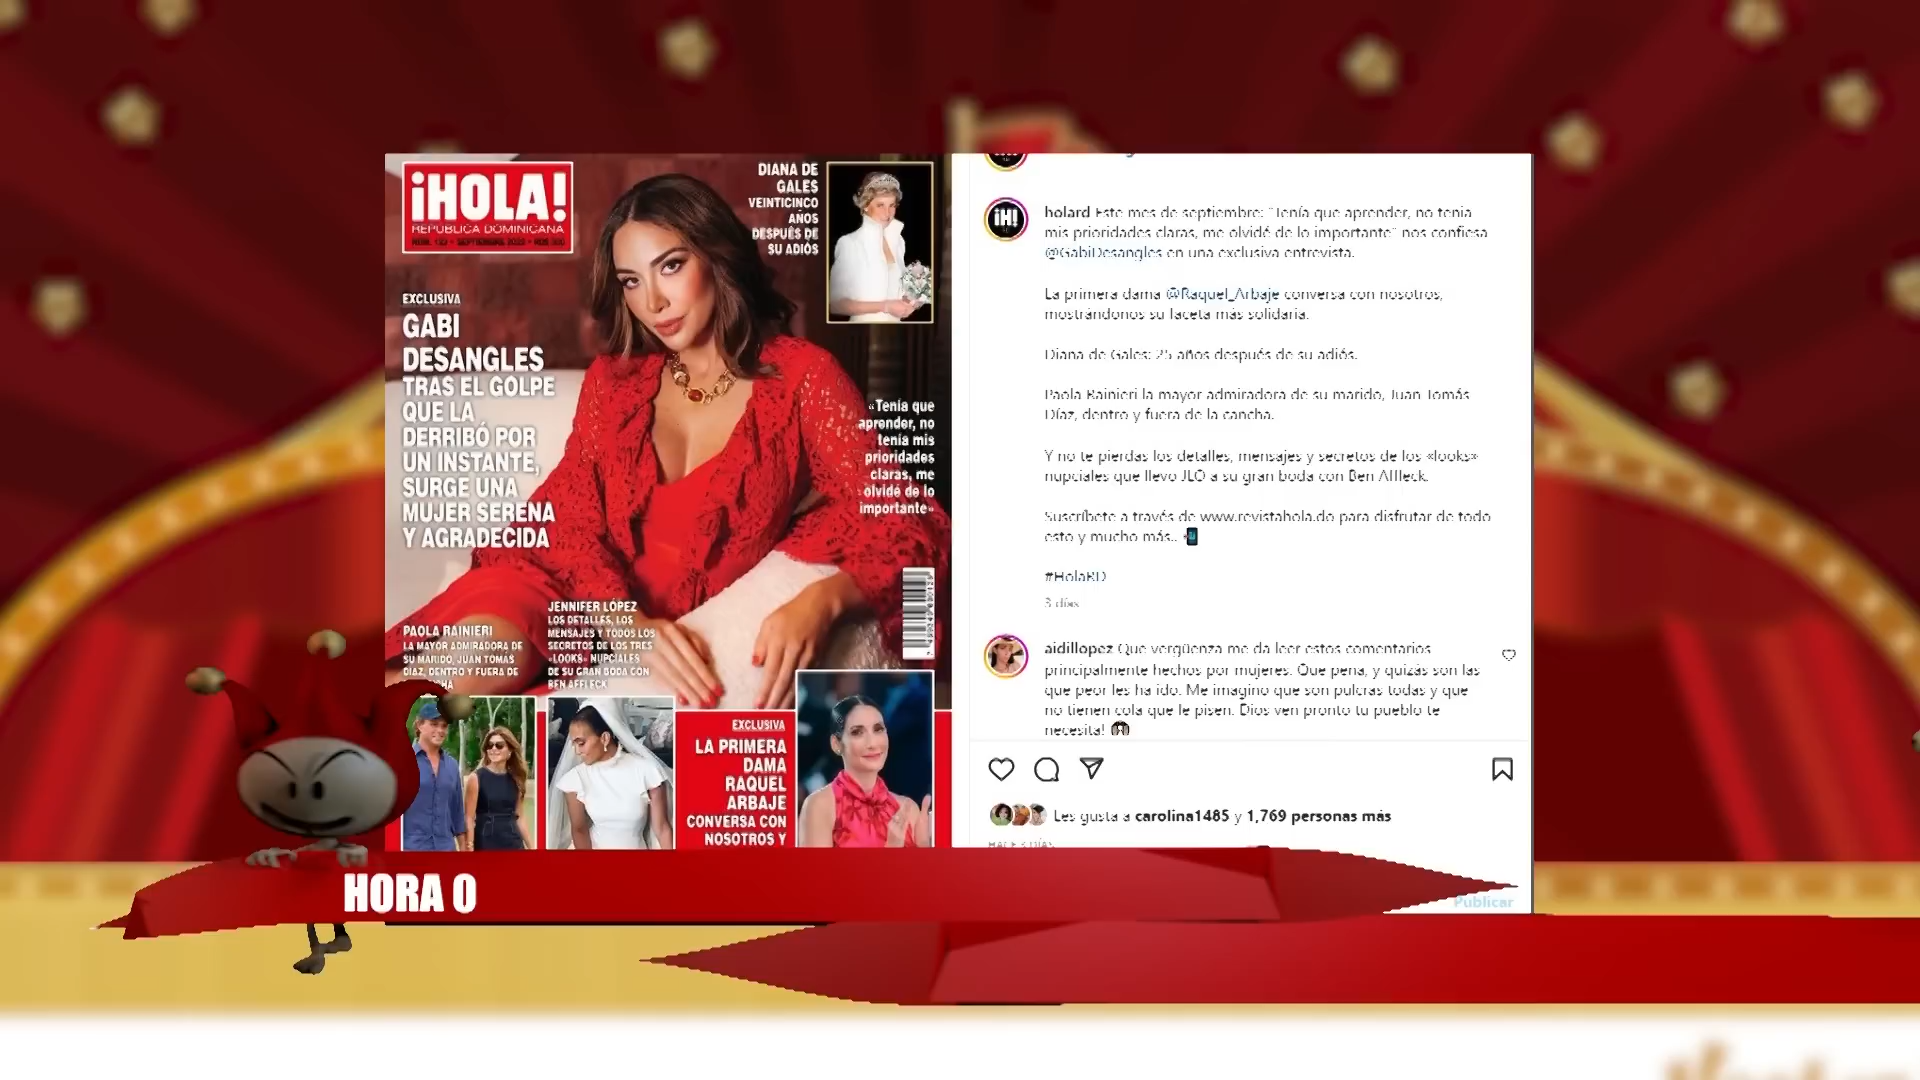 ¡HOLA!
REPÚBLICA DOMINICANA
DIANA DE
GALES
VEINTICINCO
AÑOS
DESPUÉS DE
SU ADIÓS
EXCLUSIVA
GABI
DESANGLES
TRAS EL GOLPE
QUE LA
DERRIBÓ POR
UN INSTANTE,
SURGE UNA
MUJER SERENA
Y AGRADECIDA
«Tenía que
aprender, no
tenía mis
prioridades
claras, me
olvidé de lo
importante»
PAOLA RAINIERI
LA MAYOR ADMIRADORA DE
SU MARIDO, JUAN TOMÁS
DÍAZ, DENTRO Y FUERA DE
JENNIFER LÓPEZ
LOS DETALLES, LOS
MENSAJES Y TODOS LOS
SECRETOS DE LOS TRES
«LOOKS» NUPCIALES
DE SU GRAN BODA CON
BEN AFFLECK
EXCLUSIVA
LA PRIMERA
DAMA
RAQUEL
ARBAJE
CONVERSA CON
NOSOTROS Y
¡H!
holard Este mes de septiembre: "Tenía que aprender, no tenia
mis prioridades claras, me olvidé de lo importante" nos confiesa
@GabiDesangles en una exclusiva entrevista.
La primera dama @Raquel_Arbaje conversa con nosotros,
mostrándonos su faceta más solidaria.
Diana de Gales: 25 años después de su adiós.
Paola Rainieri la mayor admiradora de su marido, Juan Tomás
Díaz, dentro y fuera de la cancha.
Y no te pierdas los detalles, mensajes y secretos de los «looks»
nupciales que llevo JLO a su gran boda con Ben Affleck.
Suscríbete a través de www.revistahola.do para disfrutar de todo
esto y mucho más..
#HolaRD
3 días
aidillopez Que vergüenza me da leer estos comentarios
principalmente hechos por mujeres. Que pena, y quizás son las
que peor les ha ido. Me imagino que son pulcras todas y que
no tienen cola que le pisen. Dios ven pronto tu pueblo te
necesita!
Les gusta a carolina1485 y 1,769 personas más
HACE 3 DÍAS
Publicar
HORA 0